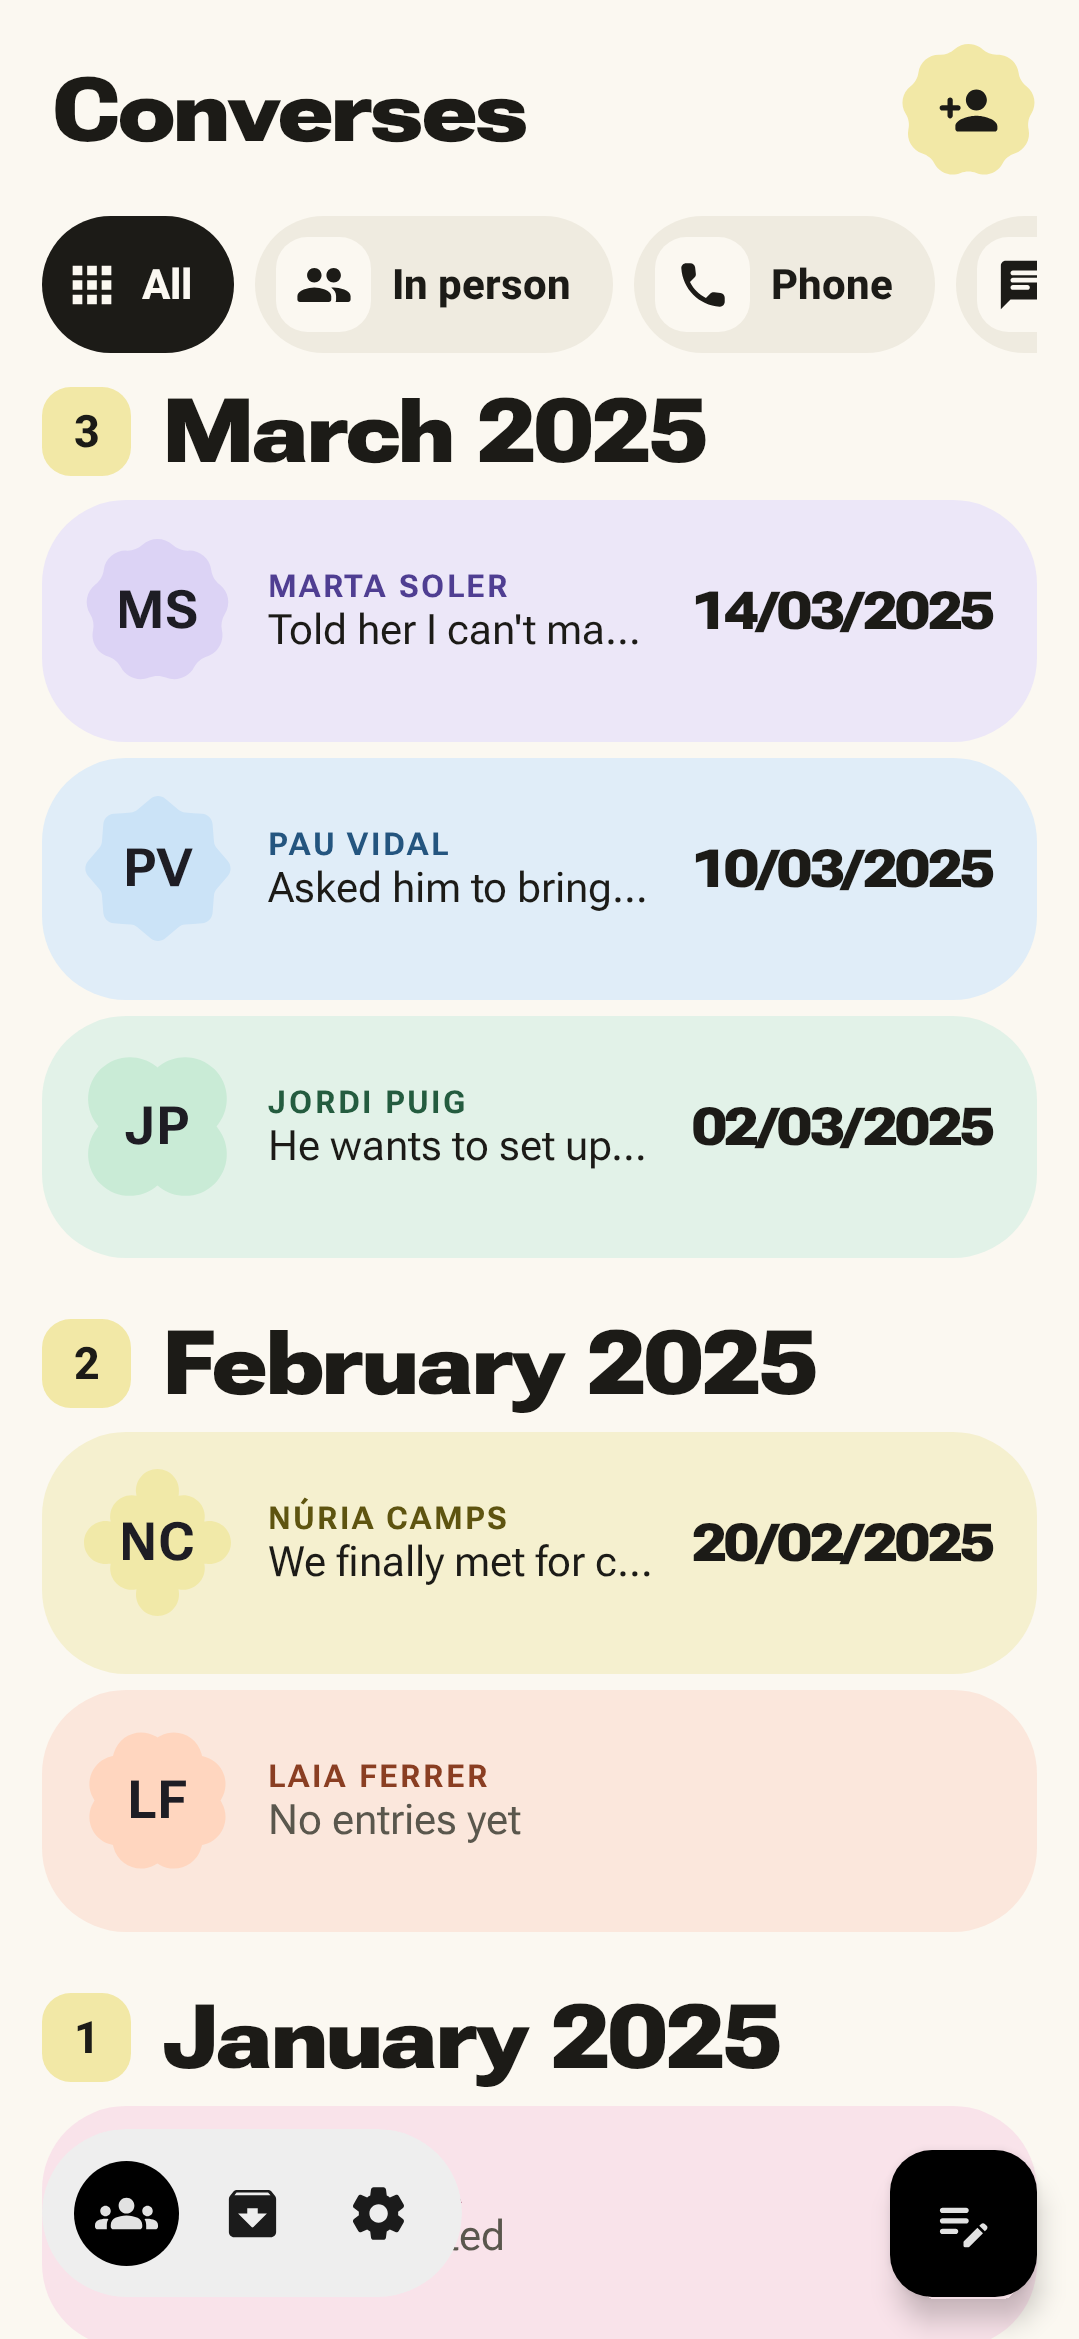 Converses
All
In person
Phone
3
March 2025
MS
MARTA SOLER
Told her I can't ma...
14/03/2025
PV
PAU VIDAL
Asked him to bring...
10/03/2025
JP
JORDI PUIG
He wants to set up...
02/03/2025
2
February 2025
NC
NÚRIA CAMPS
We finally met for c...
20/02/2025
LF
LAIA FERRER
No entries yet
1
January 2025